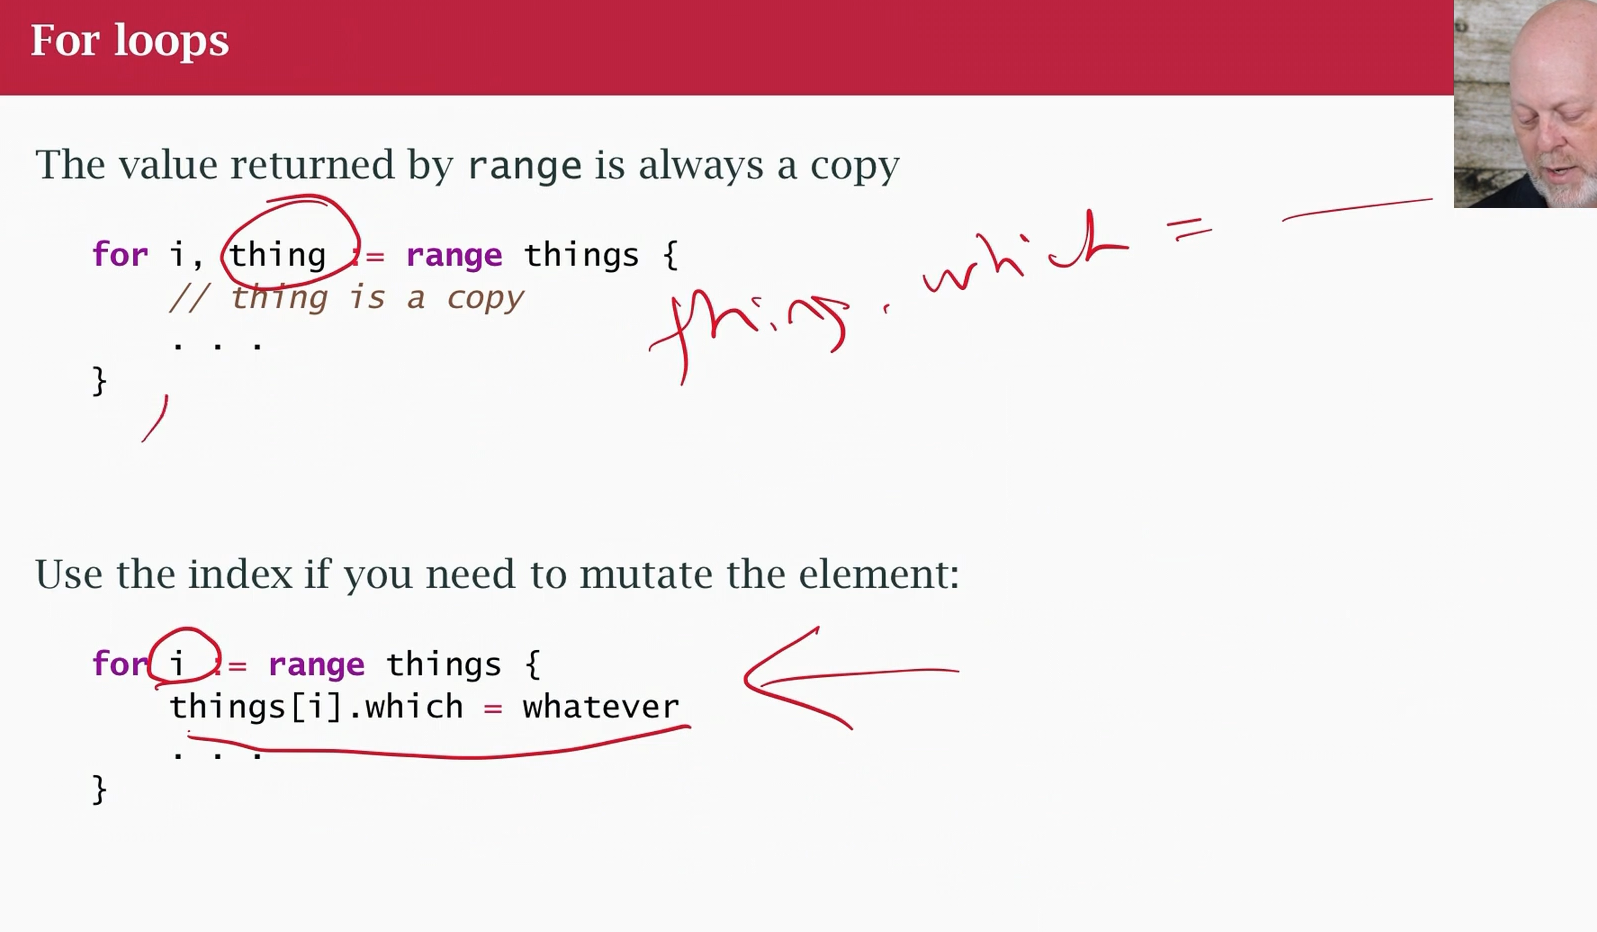 For loops
The value returned by range is always a copy
for i, thing := range things {
// thing is a copy
. . .
}
thing. which =
Use the index if you need to mutate the element:
for i := range things {
things[i].which = whatever
. . .
}